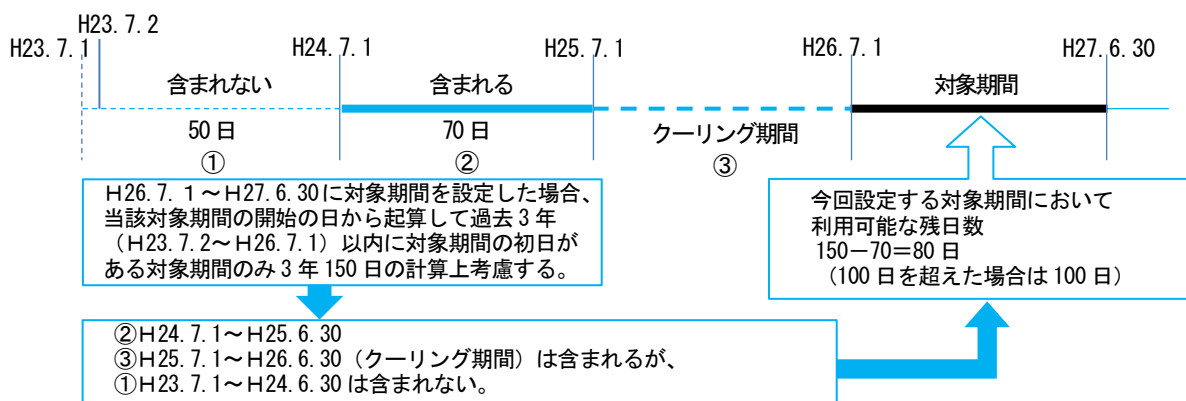 H23.7.2
H23.7.1
H24.7.1
H25.7.1
H26.7.1
H27.6.30
含まれない
含まれる
対象期間
50日
70日
クーリング期間
①
②
③
H26.7.1～H27.6.30に対象期間を設定した場合、
当該対象期間の開始の日から起算して過去3年
（H23.7.2～H26.7.1）以内に対象期間の初日が
ある対象期間のみ3年150日の計算上考慮する。
今回設定する対象期間において
利用可能な残日数
150－70＝80日
（100日を超えた場合は100日）
②H24.7.1～H25.6.30
③H25.7.1～H26.6.30（クーリング期間）は含まれるが、
①H23.7.1～H24.6.30は含まれない。